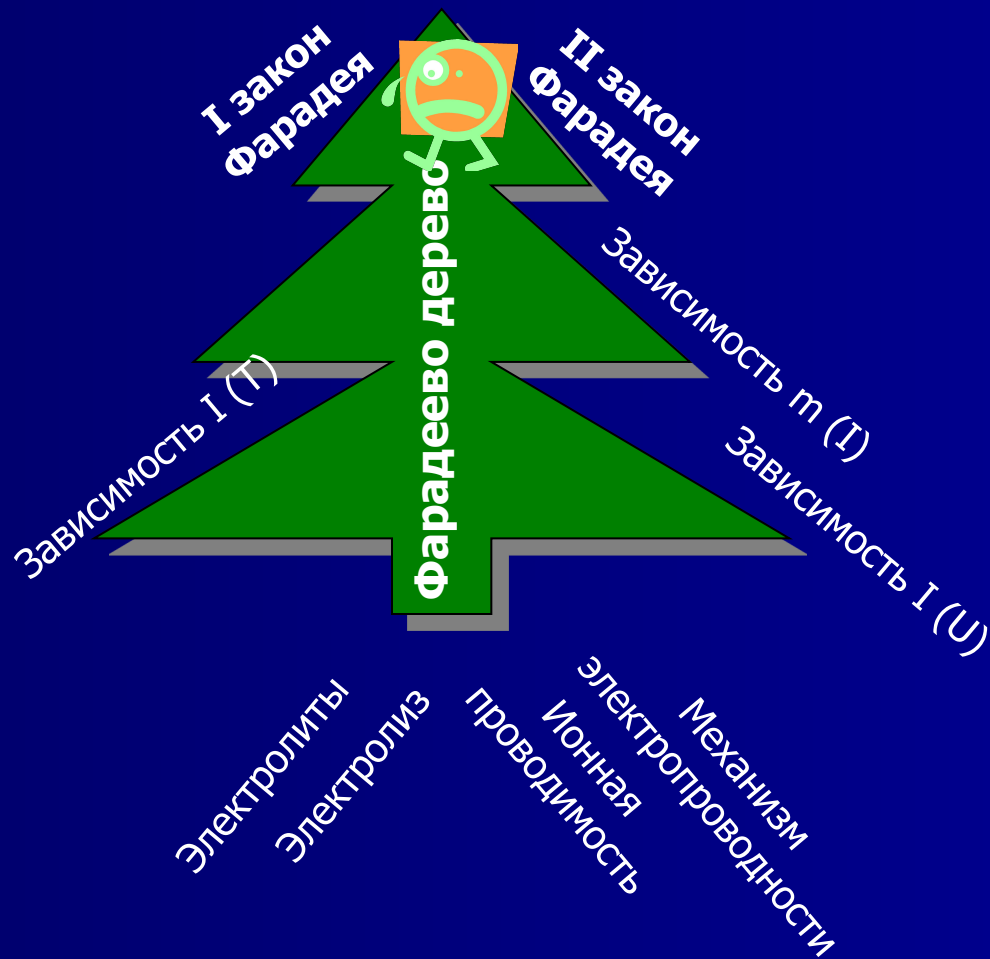 I закон
Фарадея
II закон
Фарадея
Фарадеево дерево
Зависимость m (I)
Зависимость I (T)
Зависимость I (U)
Электролиты
Электролиз
Ионная
проводимость
Механизм
электропроводности